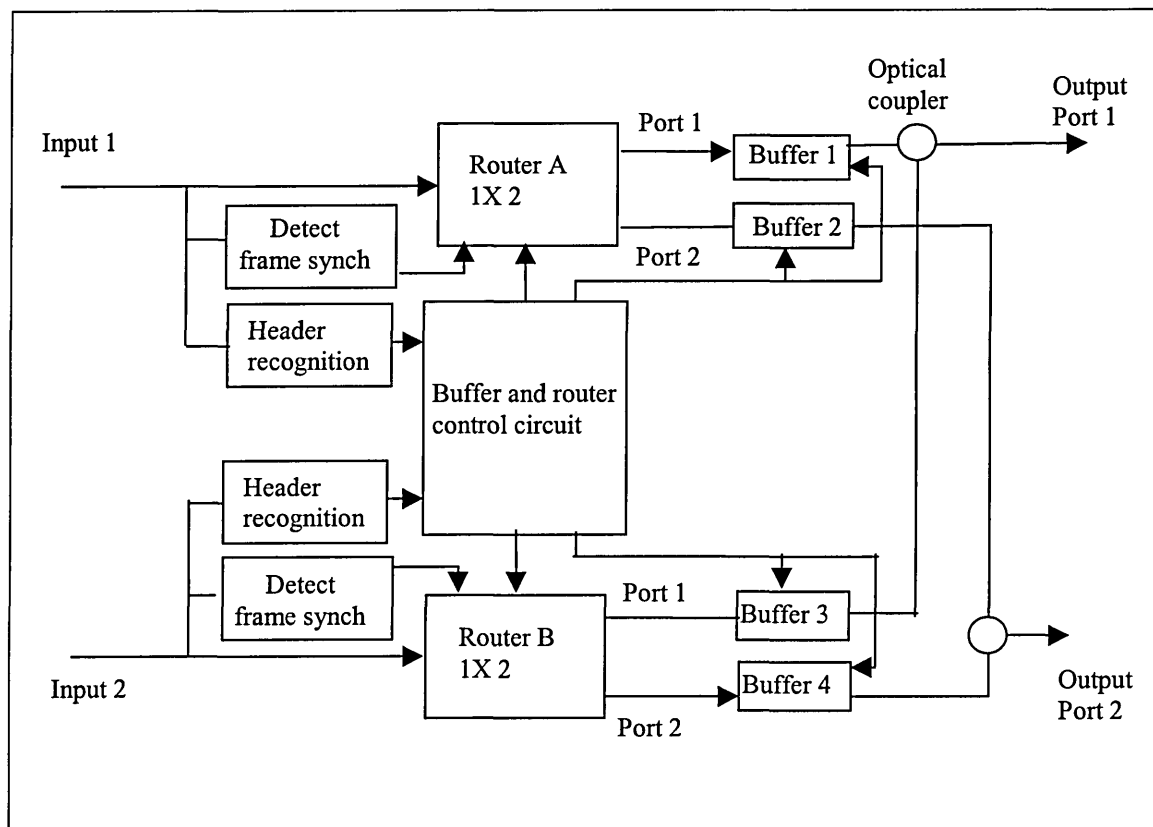 Optical
coupler
Output
Port 1
Input 1
Port 1
Router A
1X 2
Buffer 1
Buffer 2
Detect
frame synch
Port 2
Header
recognition
Buffer and router
control circuit
Header
recognition
Detect
frame synch
Port 1
Buffer 3
Router B
1X 2
Input 2
Buffer 4
Port 2
Output
Port 2